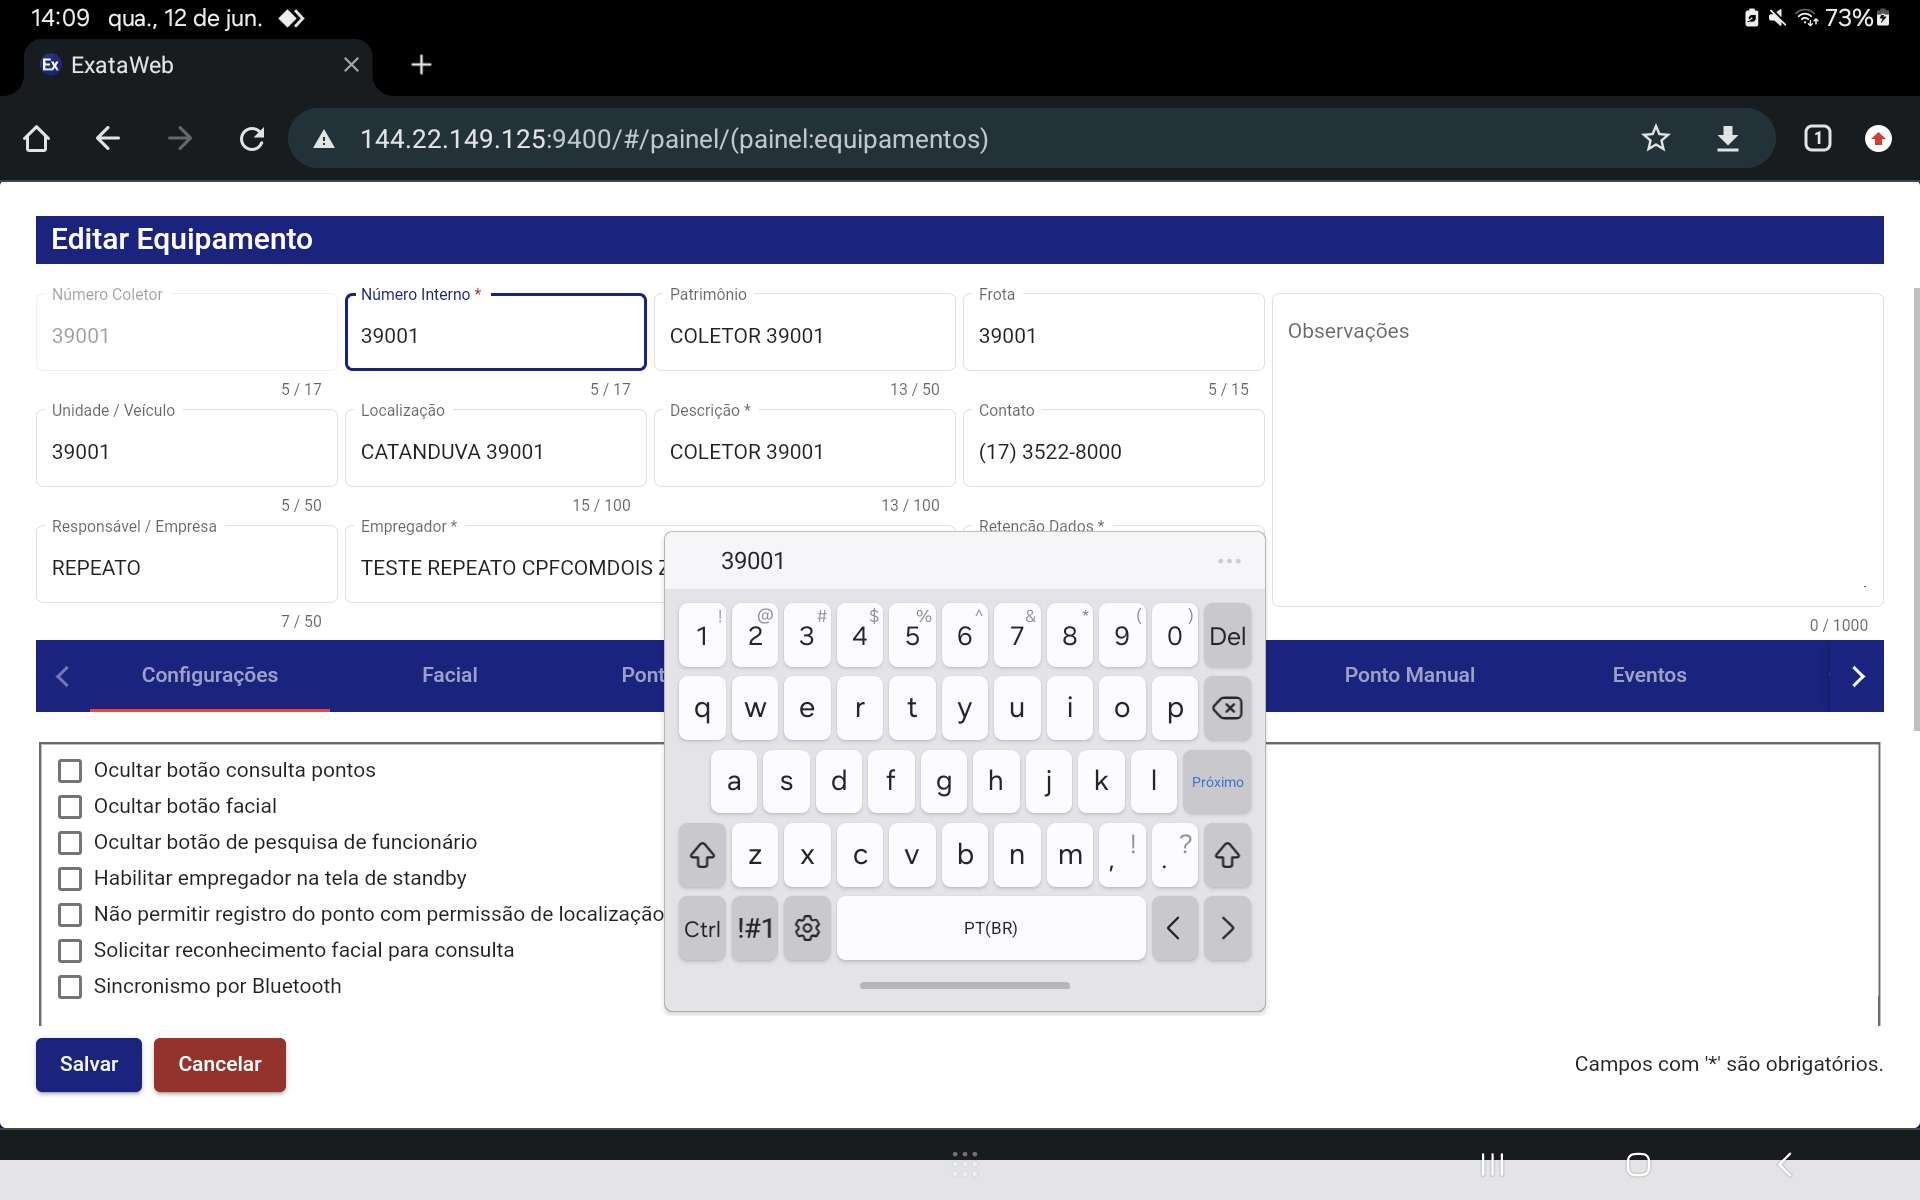 14:09 qua., 12 de jun.
73%
Ex ExataWeb
144.22.149.125:9400/#/painel/(painel:equipamentos)
1
Editar Equipamento
Número Coletor
39001
5 / 17
Número Interno *
39001
5 / 17
Patrimônio
COLETOR 39001
13 / 50
Frota
39001
5 / 15
Observações
0 / 1000
Unidade / Veículo
39001
5 / 50
Localização
CATANDUVA 39001
15 / 100
Descrição *
COLETOR 39001
13 / 100
Contato
(17) 3522-8000
Responsável / Empresa
REPEATO
7 / 50
Empregador *
TESTE REPEATO CPFCOMDOIS
Retenção Dados *
Configurações
Facial
Pont
Ponto Manual
Eventos
Ocultar botão consulta pontos
Ocultar botão facial
Ocultar botão de pesquisa de funcionário
Habilitar empregador na tela de standby
Não permitir registro do ponto com permissão de localização
Solicitar reconhecimento facial para consulta
Sincronismo por Bluetooth
Salvar
Cancelar
Campos com '*' são obrigatórios.
39001
! @ # $ % ^ & * ( )
1 2 3 4 5 6 7 8 9 0 Del
q w e r t y u i o p
a s d f g h j k l Próximo
z x c v b n m , ! . ?
Ctrl !#1 PT(BR) < >